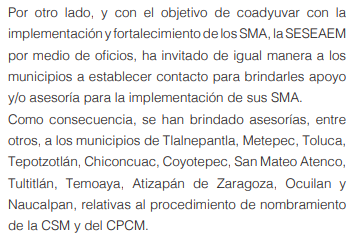 Por otro lado, y con el objetivo de coadyuvar con la
implementación y fortalecimiento de los SMA, la SESEAEM
por medio de oficios, ha invitado de igual manera a los
municipios a establecer contacto para brindarles apoyo
y/o asesoría para la implementación de sus SMA.
Como consecuencia, se han brindado asesorías, entre
otros, a los municipios de Tlalnepantla, Metepec, Toluca,
Tepotzotlán, Chiconcuac, Coyotepec, San Mateo Atenco,
Tultitlán, Temoaya, Atizapán de Zaragoza, Ocuilan y
Naucalpan, relativas al procedimiento de nombramiento
de la CSM y del CPCM.